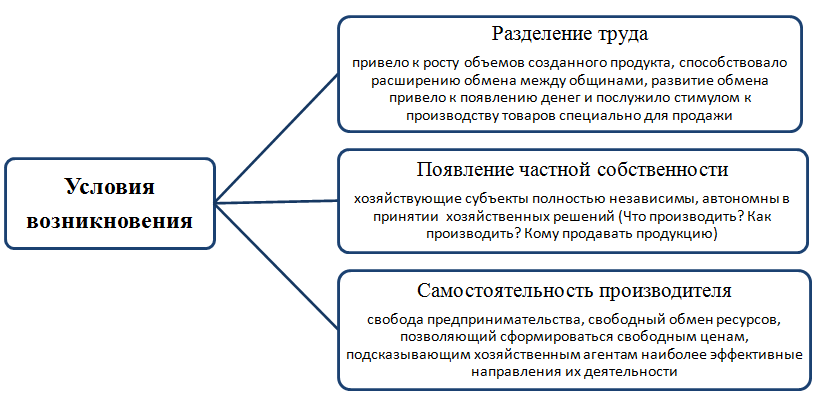 Условия
возникновения
Разделение труда
привело к росту объемов созданного продукта, способствовало
расширению обмена между общинами, развитие обмена
привело к появлению денег и послужило стимулом к
производству товаров специально для продажи
Появление частной собственности
хозяйствующие субъекты полностью независимы, автономны в
принятии хозяйственных решений (Что производить? Как
производить? Кому продавать продукцию)
Самостоятельность производителя
свобода предпринимательства, свободный обмен ресурсов,
позволяющий сформироваться свободным ценам,
подсказывающим хозяйственным агентам наиболее эффективные
направления их деятельности